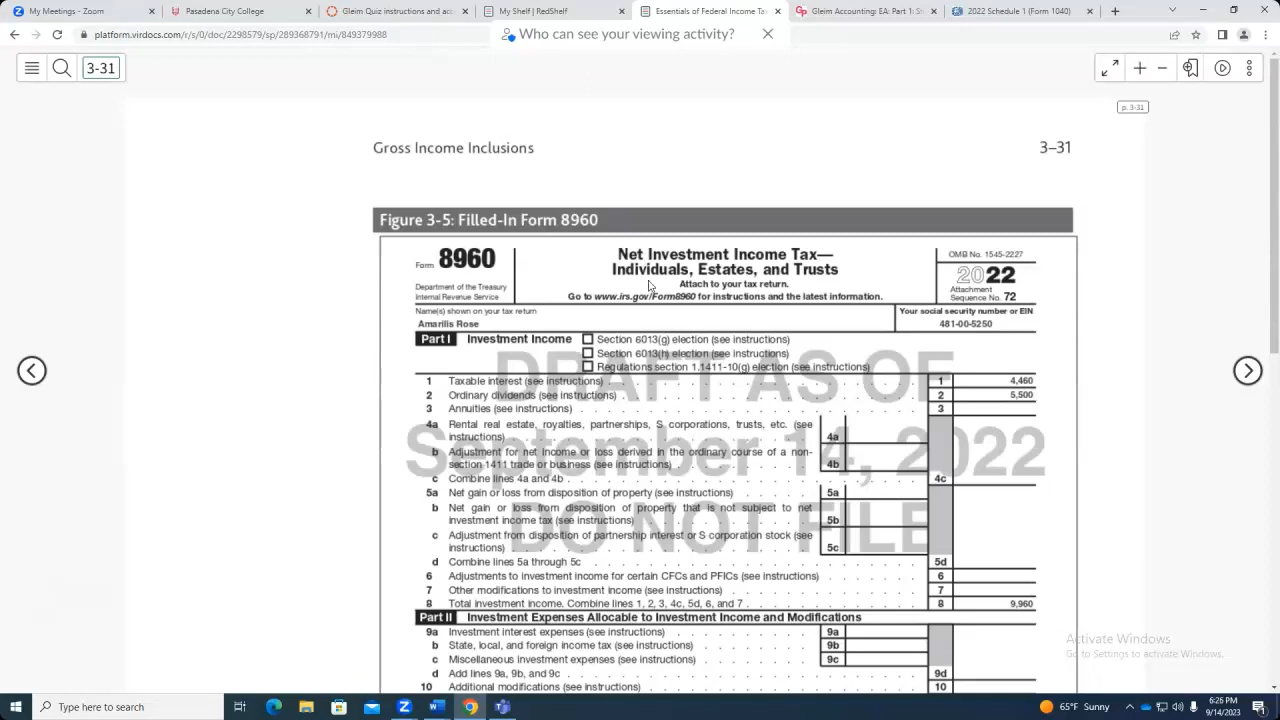 My Meetings - Zoom
Pasadena City College
Gleim Quiz instructions and acc
My Shelf | RedShelf
Essentials of Federal Income Ta
Gleim Accounting: EA: Part 1: St
2022 Schedule 1 (Form 1040)
platform.virdocs.com/r/s/0/doc/2298579/sp/289368791/mi/849379988
Who can see your viewing activity?
3-31
p. 3-31
Gross Income Inclusions
3–31
Figure 3-5: Filled-In Form 8960
Form 8960
Department of the Treasury
Internal Revenue Service
Net Investment Income Tax—
Individuals, Estates, and Trusts
Attach to your tax return.
Go to www.irs.gov/Form8960 for instructions and the latest information.
OMB No. 1545-2227
2022
Attachment
Sequence No. 72
Name(s) shown on your tax return
Your social security number or EIN
Amarilis Rose
481-00-5250
Part I Investment Income
Section 6013(g) election (see instructions)
Section 6013(h) election (see instructions)
Regulations section 1.1411-10(g) election (see instructions)
DRAFT AS OF
September 14, 2022
DO NOT FILE
1 Taxable interest (see instructions) 1 4,460
2 Ordinary dividends (see instructions) 2 5,500
3 Annuities (see instructions) 3
4a Rental real estate, royalties, partnerships, S corporations, trusts, etc. (see
instructions) 4a
b Adjustment for net income or loss derived in the ordinary course of a non-
section 1411 trade or business (see instructions) 4b
c Combine lines 4a and 4b 4c
5a Net gain or loss from disposition of property (see instructions) 5a
b Net gain or loss from disposition of property that is not subject to net
investment income tax (see instructions) 5b
c Adjustment from disposition of partnership interest or S corporation stock (see
instructions) 5c
d Combine lines 5a through 5c 5d
6 Adjustments to investment income for certain CFCs and PFICs (see instructions) 6
7 Other modifications to investment income (see instructions) 7
8 Total investment income. Combine lines 1, 2, 3, 4c, 5d, 6, and 7 8 9,960
Part II Investment Expenses Allocable to Investment Income and Modifications
9a Investment interest expenses (see instructions) 9a
b State, local, and foreign income tax (see instructions) 9b
c Miscellaneous investment expenses (see instructions) 9c
d Add lines 9a, 9b, and 9c 9d
10 Additional modifications (see instructions) 10
Activate Windows
Go to Settings to activate Windows.
Type here to search
65°F Sunny
6:26 PM
9/14/2023